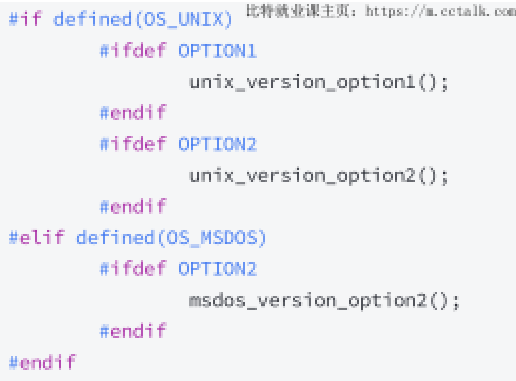 #if defined(OS_UNIX) 比特就业课主页：https://m.cctalk.com
#ifdef OPTION1
unix_version_option1();
#endif
#ifdef OPTION2
unix_version_option2();
#endif
#elif defined(OS_MSDOS)
#ifdef OPTION2
msdos_version_option2();
#endif
#endif